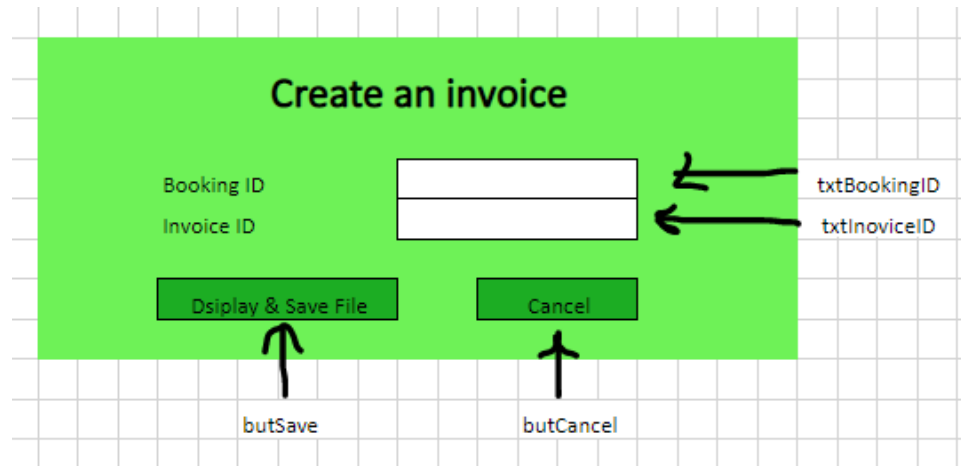 Create an invoice
Booking ID
txtBookingID
Invoice ID
txtInoviceID
Dsiplay & Save File
Cancel
butSave
butCancel